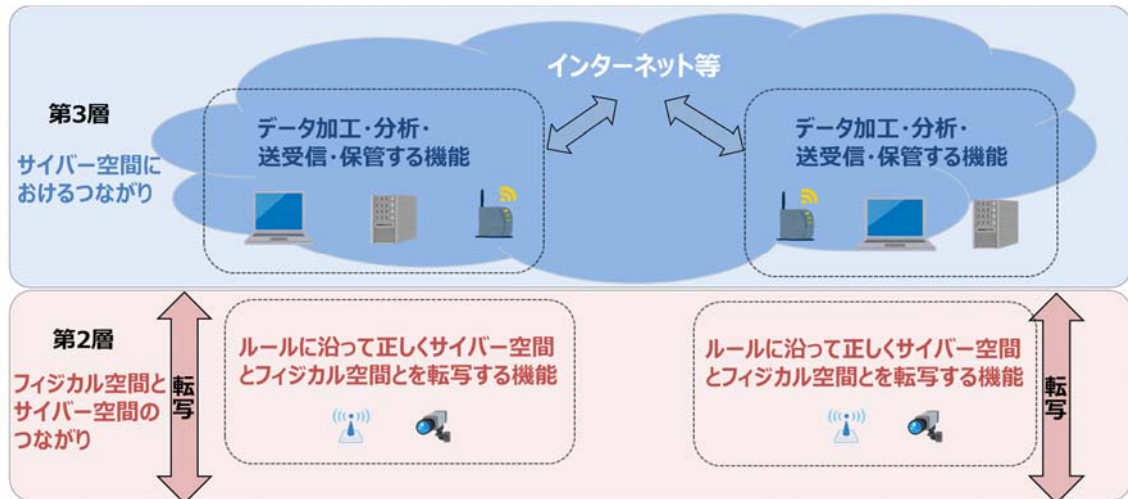 インターネット等
第3層
サイバー空間に
おけるつながり
データ加工・分析・
送受信・保管する機能
データ加工・分析・
送受信・保管する機能
第2層
フィジカル空間と
サイバー空間の
つながり
転写
ルールに沿って正しくサイバー空間
とフィジカル空間とを転写する機能
ルールに沿って正しくサイバー空間
とフィジカル空間とを転写する機能
転写